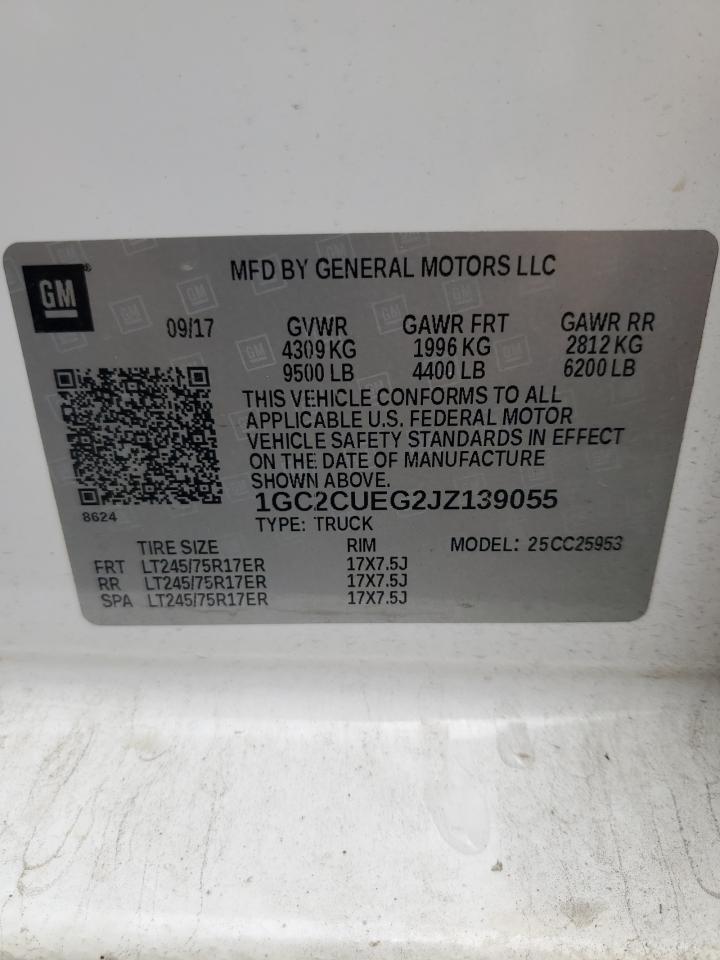 MFD BY GENERAL MOTORS LLC
GM
09/17 GVWR GAWR FRT GAWR RR
4309 KG 1996 KG 2812 KG
9500 LB 4400 LB 6200 LB
THIS VEHICLE CONFORMS TO ALL
APPLICABLE U.S. FEDERAL MOTOR
VEHICLE SAFETY STANDARDS IN EFFECT
ON THE DATE OF MANUFACTURE
SHOWN ABOVE.
1GC2CUEG2JZ139055
8624
TYPE: TRUCK
TIRE SIZE RIM MODEL: 25CC25953
FRT LT245/75R17ER 17X7.5J
RR LT245/75R17ER 17X7.5J
SPA LT245/75R17ER 17X7.5J